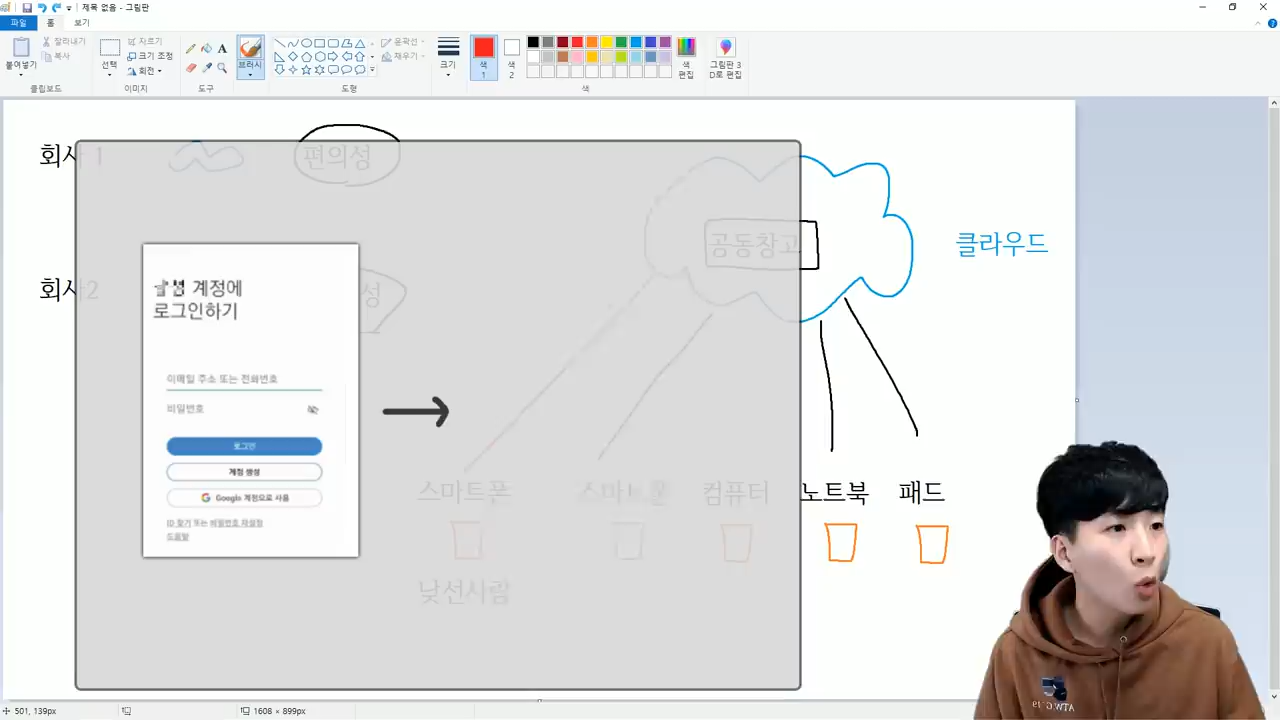 제목 없음 - 그림판
파일
홈
보기
붙여넣기
잘라내기
복사
클립보드
선택
자르기
크기 조정
회전
이미지
A
도구
브러시
윤곽선
채우기
도형
크기
색 1
색 2
색 편집
그림판 3D로 편집
색
회사 1
편의성
공동창고
클라우드
회사2
성
계정에
로그인하기
이메일 주소 또는 전화번호
비밀번호
로그인
계정 생성
Google 계정으로 사용
ID 찾기 또는 비밀번호 재설정
도움말
스마트폰
스마트폰
컴퓨터
노트북
패드
낯선사람
501, 139px
1608 × 899px